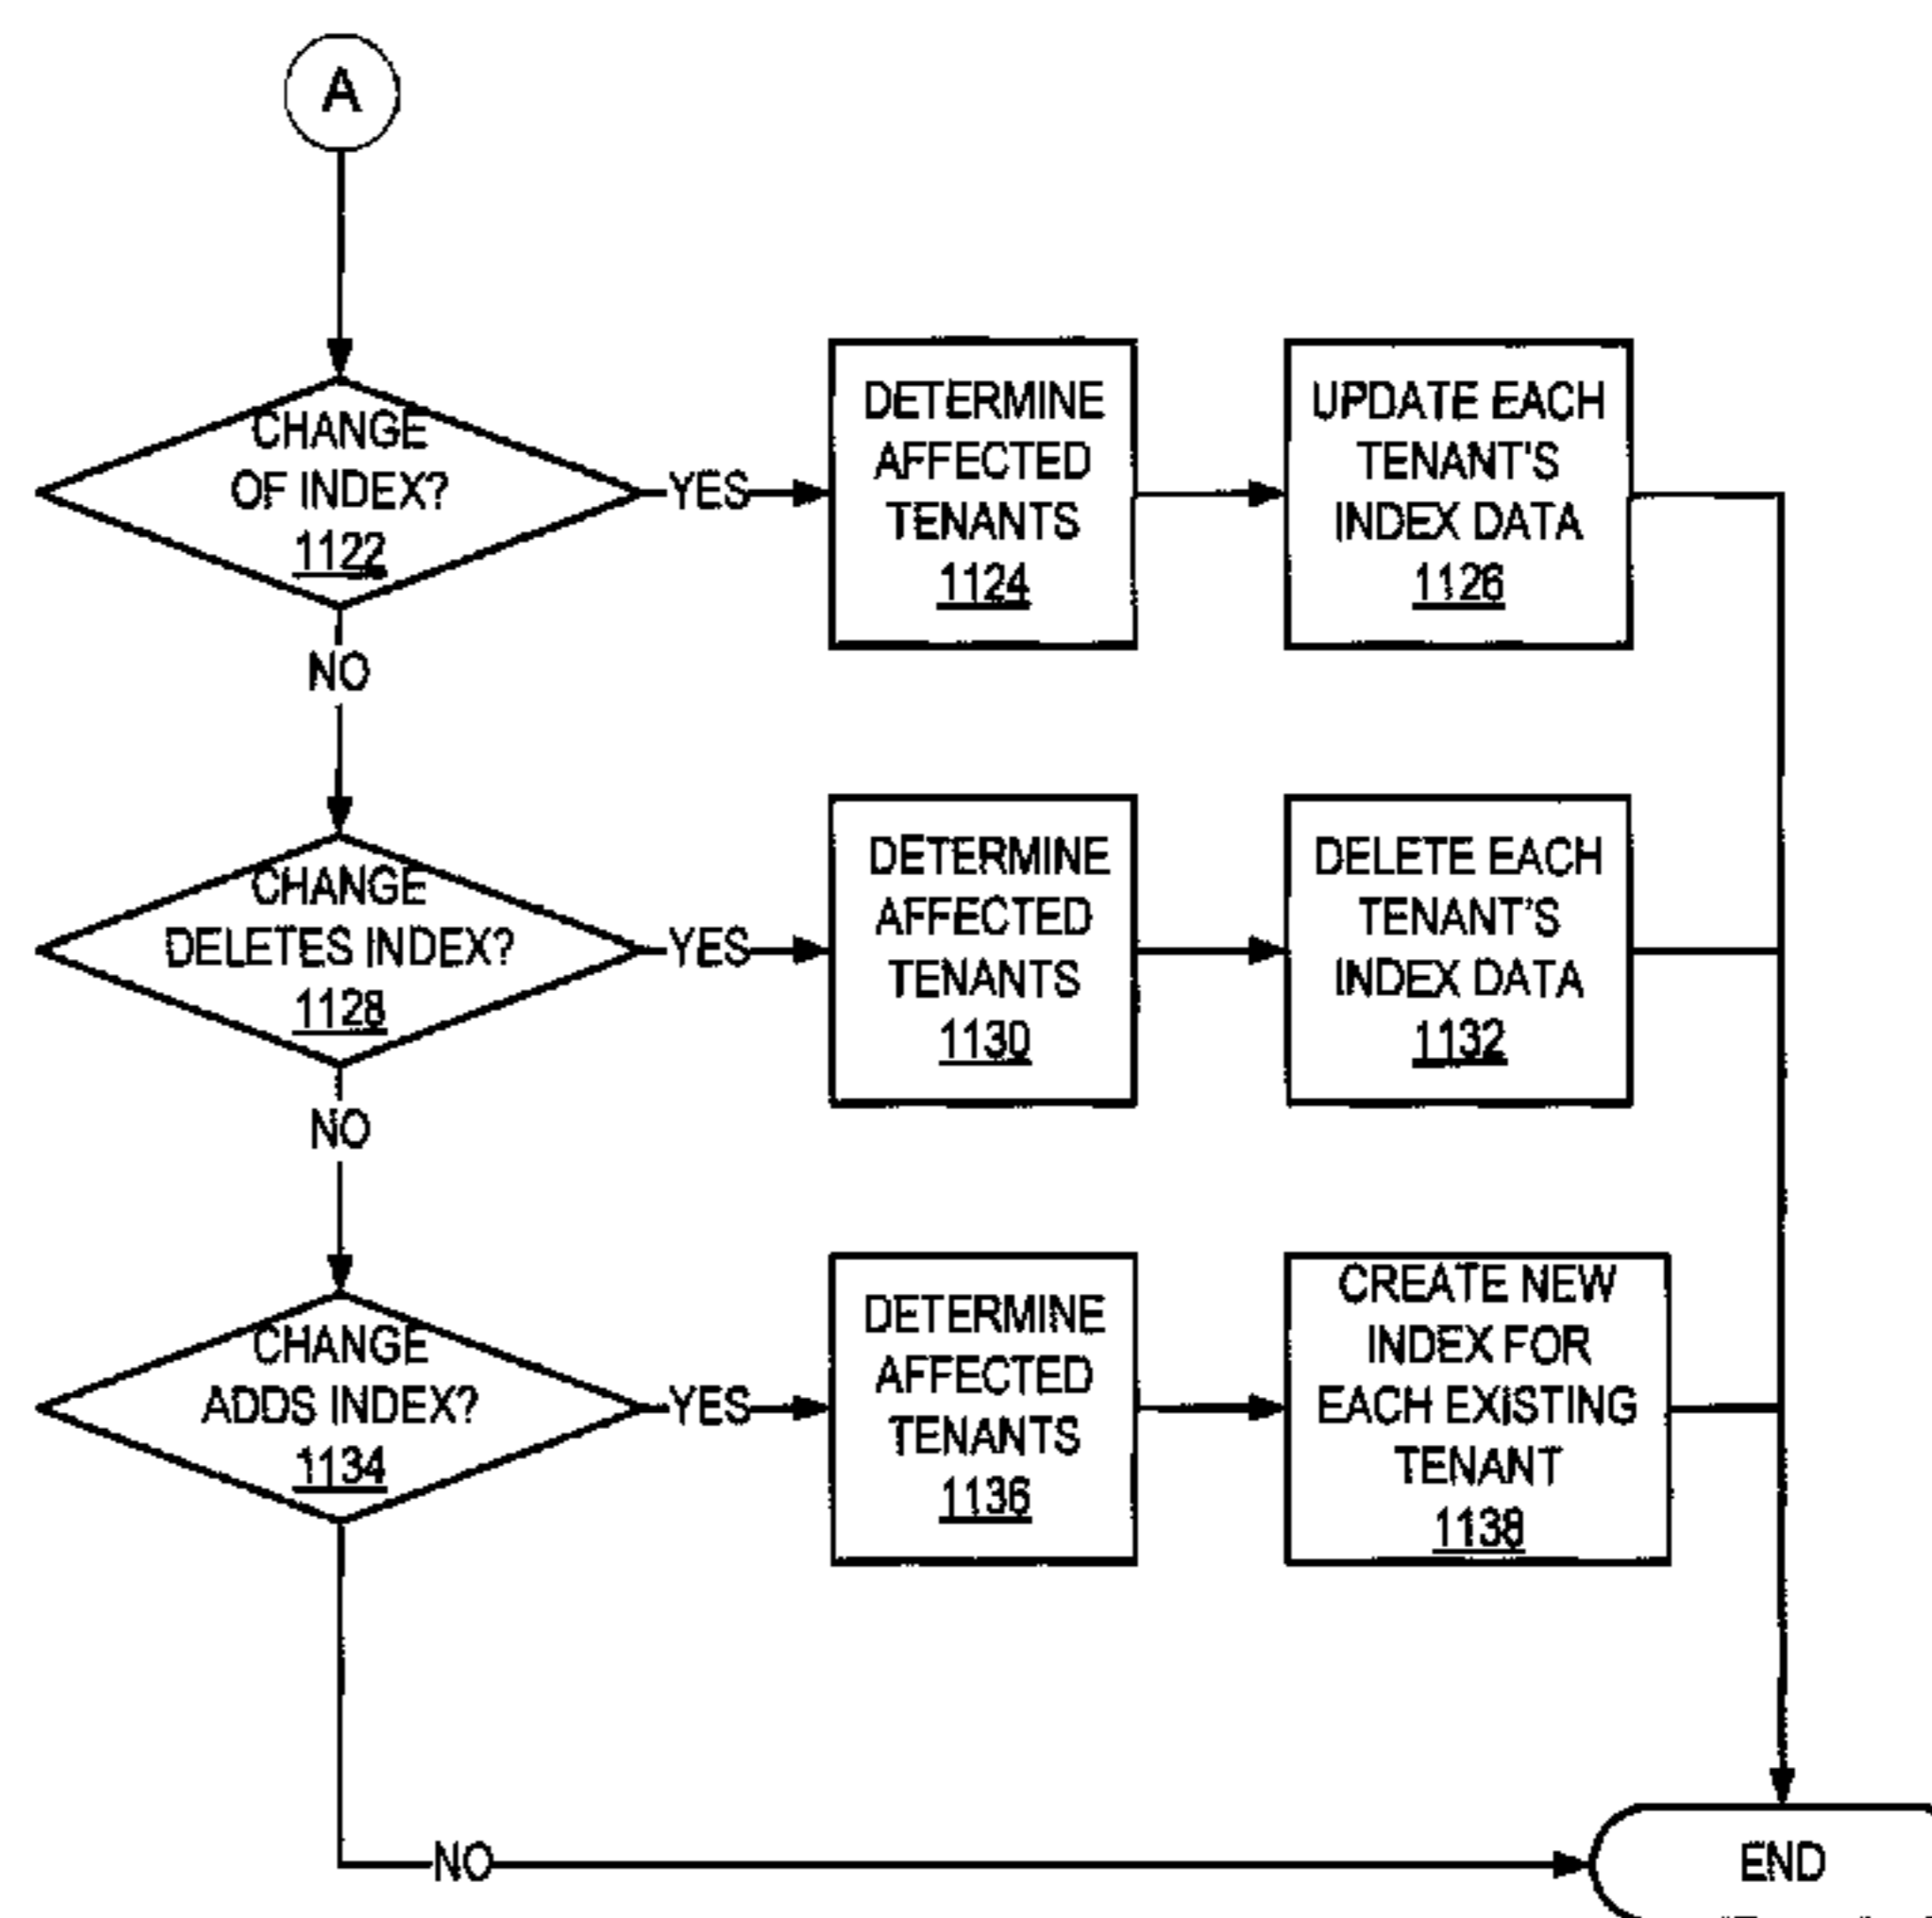 A
CHANGE
OF INDEX?
1122
YES
DETERMINE
AFFECTED
TENANTS
1124
UPDATE EACH
TENANT'S
INDEX DATA
1126
NO
CHANGE
DELETES INDEX?
1128
YES
DETERMINE
AFFECTED
TENANTS
1130
DELETE EACH
TENANT'S
INDEX DATA
1132
NO
CHANGE
ADDS INDEX?
1134
YES
DETERMINE
AFFECTED
TENANTS
1136
CREATE NEW
INDEX FOR
EACH EXISTING
TENANT
1138
NO
END